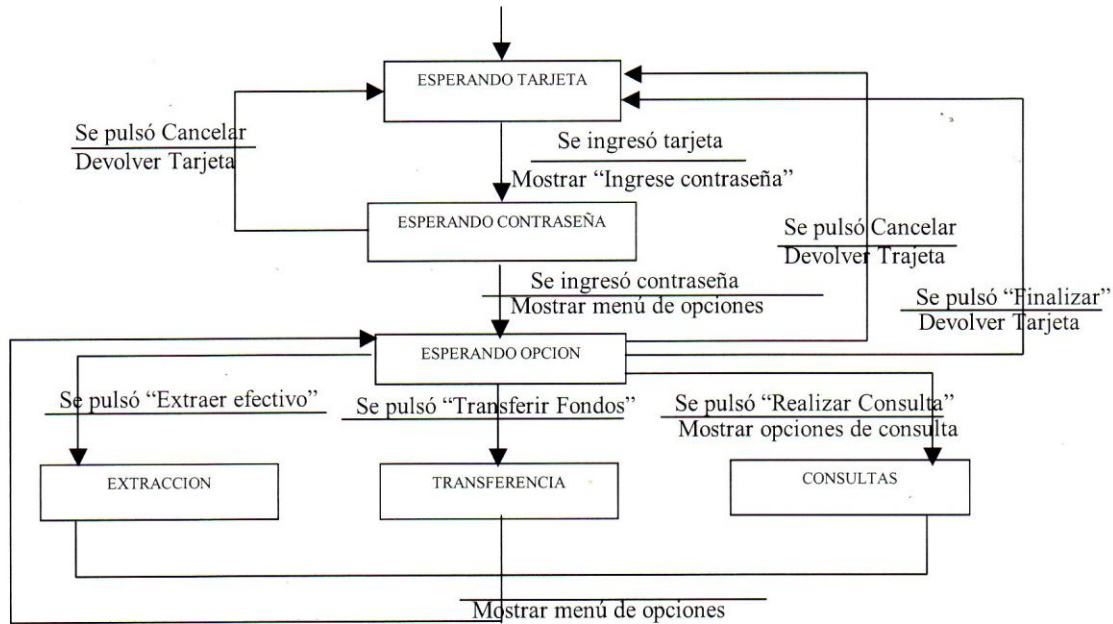 ESPERANDO TARJETA
Se pulsó Cancelar
Devolver Tarjeta
Se ingresó tarjeta
Mostrar “Ingrese contraseña”
ESPERANDO CONTRASEÑA
Se pulsó Cancelar
Devolver Trajeta
Se ingresó contraseña
Mostrar menú de opciones
Se pulsó “Finalizar”
Devolver Tarjeta
ESPERANDO OPCION
Se pulsó “Extraer efectivo”
Se pulsó “Transferir Fondos”
Se pulsó “Realizar Consulta”
Mostrar opciones de consulta
EXTRACCION
TRANSFERENCIA
CONSULTAS
Mostrar menú de opciones